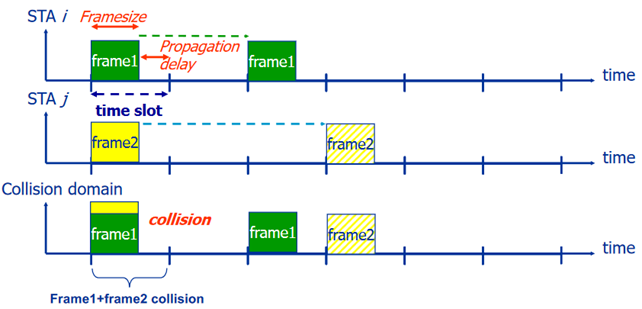 STA i
Framesize
frame1
Propagation
delay
frame1
time
time slot
STA j
frame2
frame2
time
Collision domain
frame1
collision
frame1
frame2
time
Frame1+frame2 collision